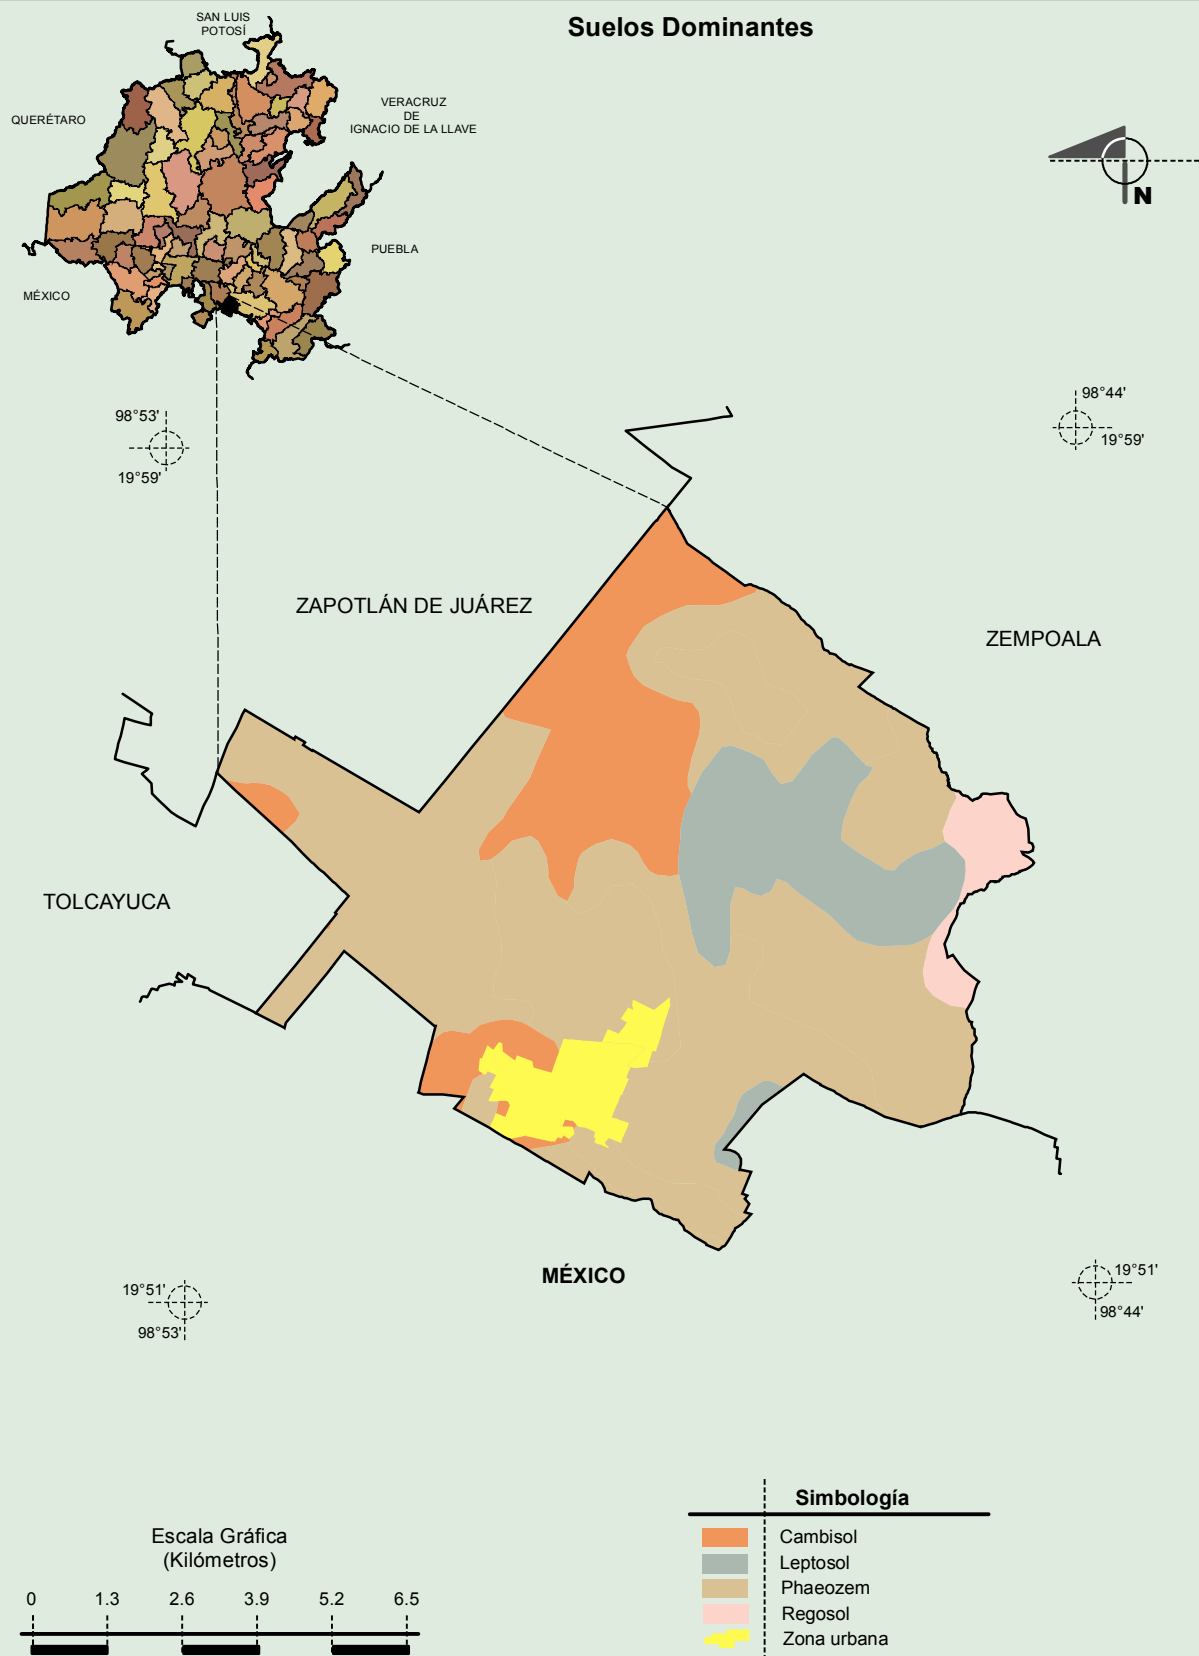 Suelos Dominantes
SAN LUIS
POTOSÍ
QUERÉTARO
VERACRUZ
DE
IGNACIO DE LA LLAVE
PUEBLA
MÉXICO
N
98°53'
19°59'
98°44'
19°59'
ZAPOTLÁN DE JUÁREZ
ZEMPOALA
TOLCAYUCA
MÉXICO
19°51'
98°53'
19°51'
98°44'
Escala Gráfica
(Kilómetros)
0 1.3 2.6 3.9 5.2 6.5
Simbología
Cambisol
Leptosol
Phaeozem
Regosol
Zona urbana